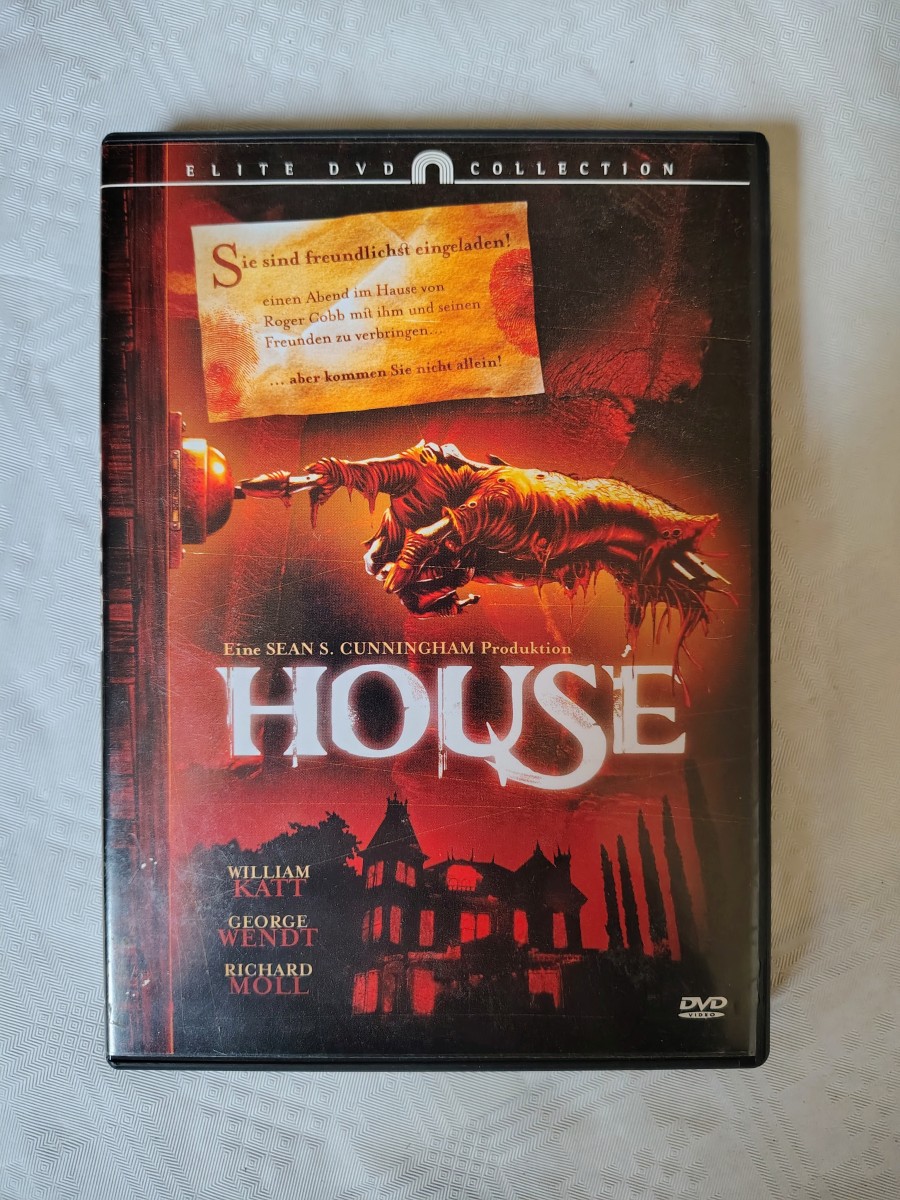 ELITE DVD COLLECTION
Sie sind freundlichst eingeladen!
einen Abend im Hause von
Roger Cobb mit ihm und seinen
Freunden zu verbringen...
... aber kommen Sie nicht allein!
Eine SEAN S. CUNNINGHAM Produktion
HOUSE
WILLIAM
KATT
GEORGE
WENDT
RICHARD
MOLL
DVD
VIDEO